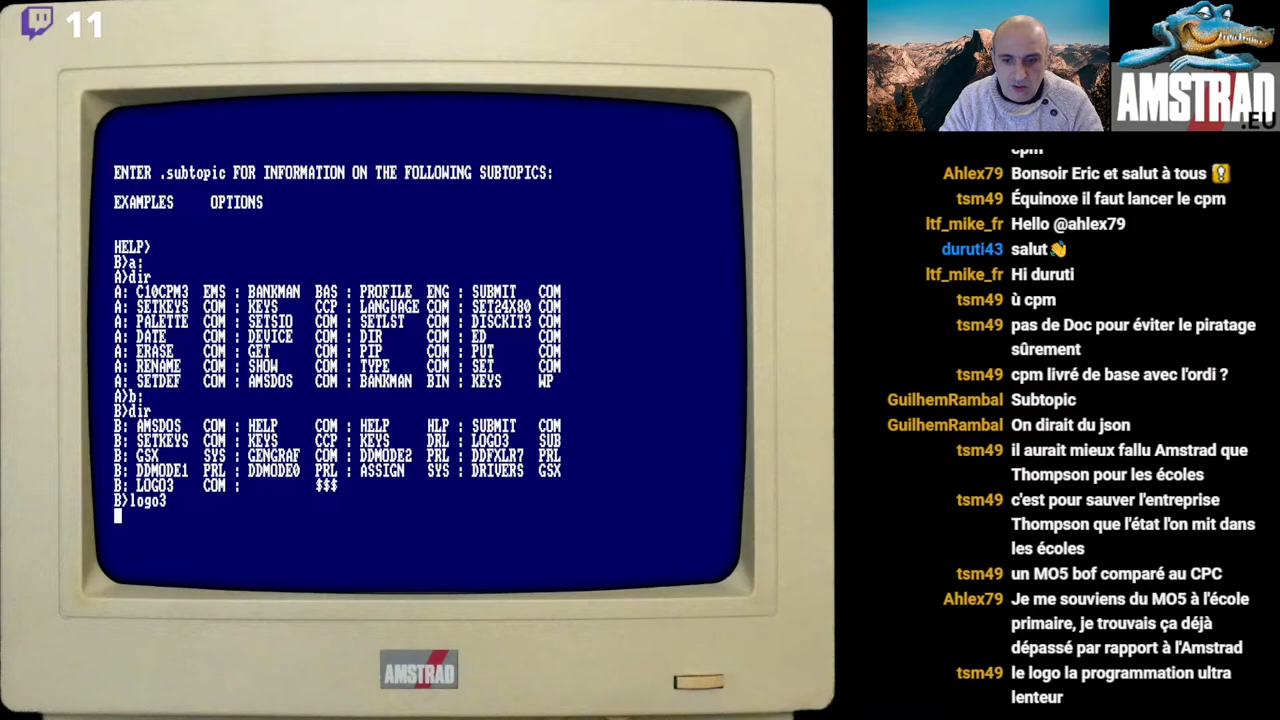 11
ENTER .subtopic FOR INFORMATION ON THE FOLLOWING SUBTOPICS:
EXAMPLES OPTIONS
HELP>
B>a:
A>dir
A: C10CPM3 EMS : BANKMAN BAS : PROFILE ENG : SUBMIT COM
A: SETKEYS COM : KEYS CCP : LANGUAGE COM : SET24X80 COM
A: PALETTE COM : SETSIO COM : SETLST COM : DISCKIT3 COM
A: DATE COM : DEVICE COM : DIR COM : ED COM
A: ERASE COM : GET COM : PIP COM : PUT COM
A: RENAME COM : SHOW COM : TYPE COM : SET COM
A: SETDEF COM : AMSDOS COM : BANKMAN BIN : KEYS WP
A>b:
B>dir
B: AMSDOS COM : HELP COM : HELP HLP : SUBMIT COM
B: SETKEYS COM : KEYS CCP : KEYS DRL : LOGO3 SUB
B: GSX SYS : GENGRAF COM : DDMODE2 PRL : DDFXLR7 PRL
B: DDMODE1 PRL : DDMODE0 PRL : ASSIGN SYS : DRIVERS GSX
B: LOGO3 COM : $$$
B>logo3
AMSTRAD
AMSTRAD
.EU
cpm
Ahlex79 Bonsoir Eric et salut à tous
tsm49 Équinoxe il faut lancer le cpm
ltf_mike_fr Hello @ahlex79
duruti43 salut👋
ltf_mike_fr Hi duruti
tsm49 ù cpm
tsm49 pas de Doc pour éviter le piratage
sûrement
tsm49 cpm livré de base avec l'ordi ?
GuilhemRambal Subtopic
GuilhemRambal On dirait du json
tsm49 il aurait mieux fallu Amstrad que
Thompson pour les écoles
tsm49 c'est pour sauver l'entreprise
Thompson que l'état l'on mit dans
les écoles
tsm49 un MO5 bof comparé au CPC
Ahlex79 Je me souviens du MO5 à l'école
primaire, je trouvais ça déjà
dépassé par rapport à l'Amstrad
tsm49 le logo la programmation ultra
lenteur